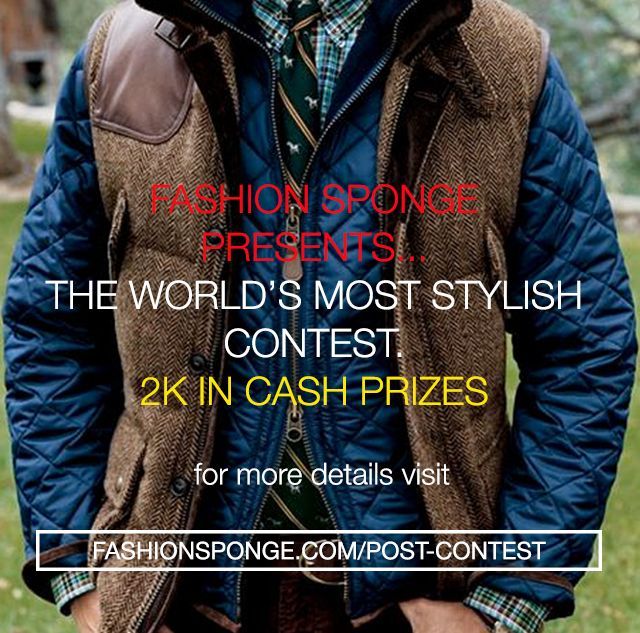 FASHION SPONGE
PRESENTS...
THE WORLD'S MOST STYLISH
CONTEST.
2K IN CASH PRIZES
for more details visit
FASHIONSPONGE.COM/POST-CONTEST